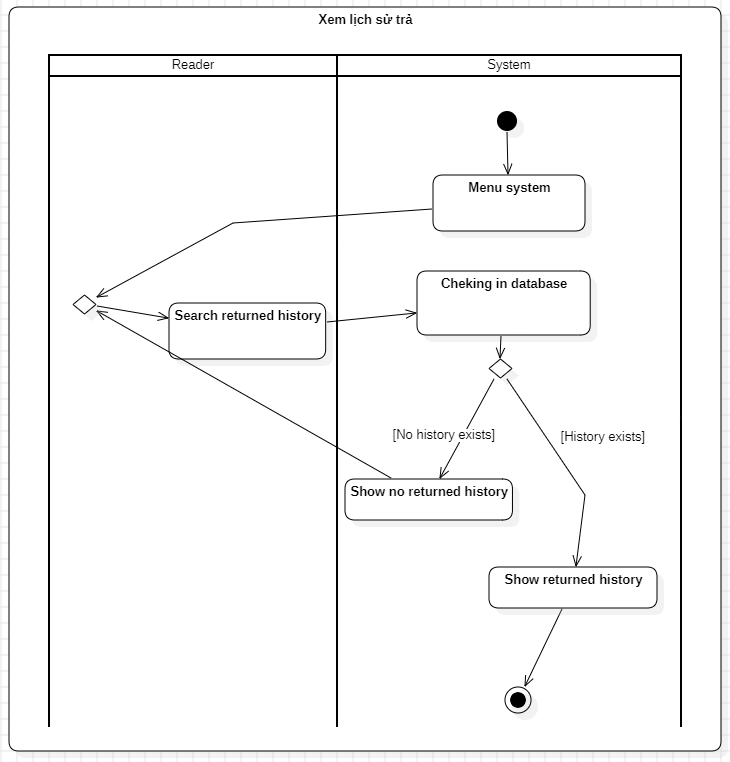 Xem lịch sử trả
Reader
System
Menu system
Cheking in database
Search returned history
[No history exists]
[History exists]
Show no returned history
Show returned history